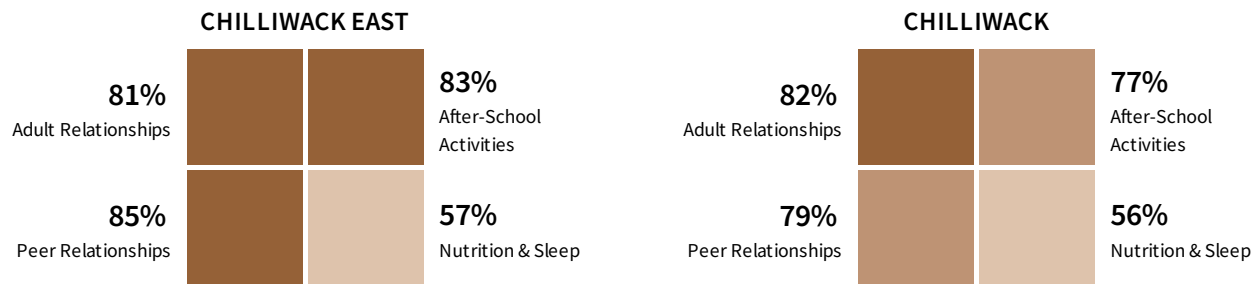 CHILLIWACK EAST
81%
Adult Relationships
83%
After-School
Activities
85%
Peer Relationships
57%
Nutrition & Sleep
CHILLIWACK
82%
Adult Relationships
77%
After-School
Activities
79%
Peer Relationships
56%
Nutrition & Sleep